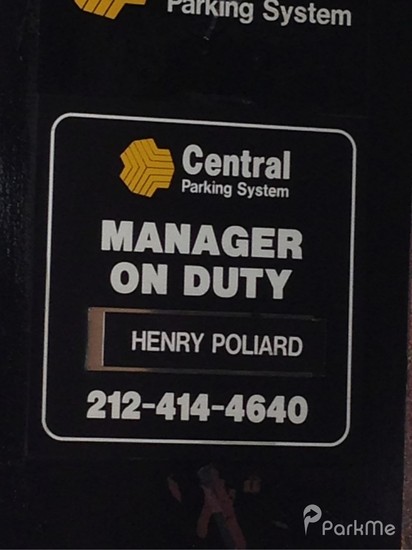 Parking System
Central
Parking System
MANAGER
ON DUTY
HENRY POLIARD
212-414-4640
ParkMe